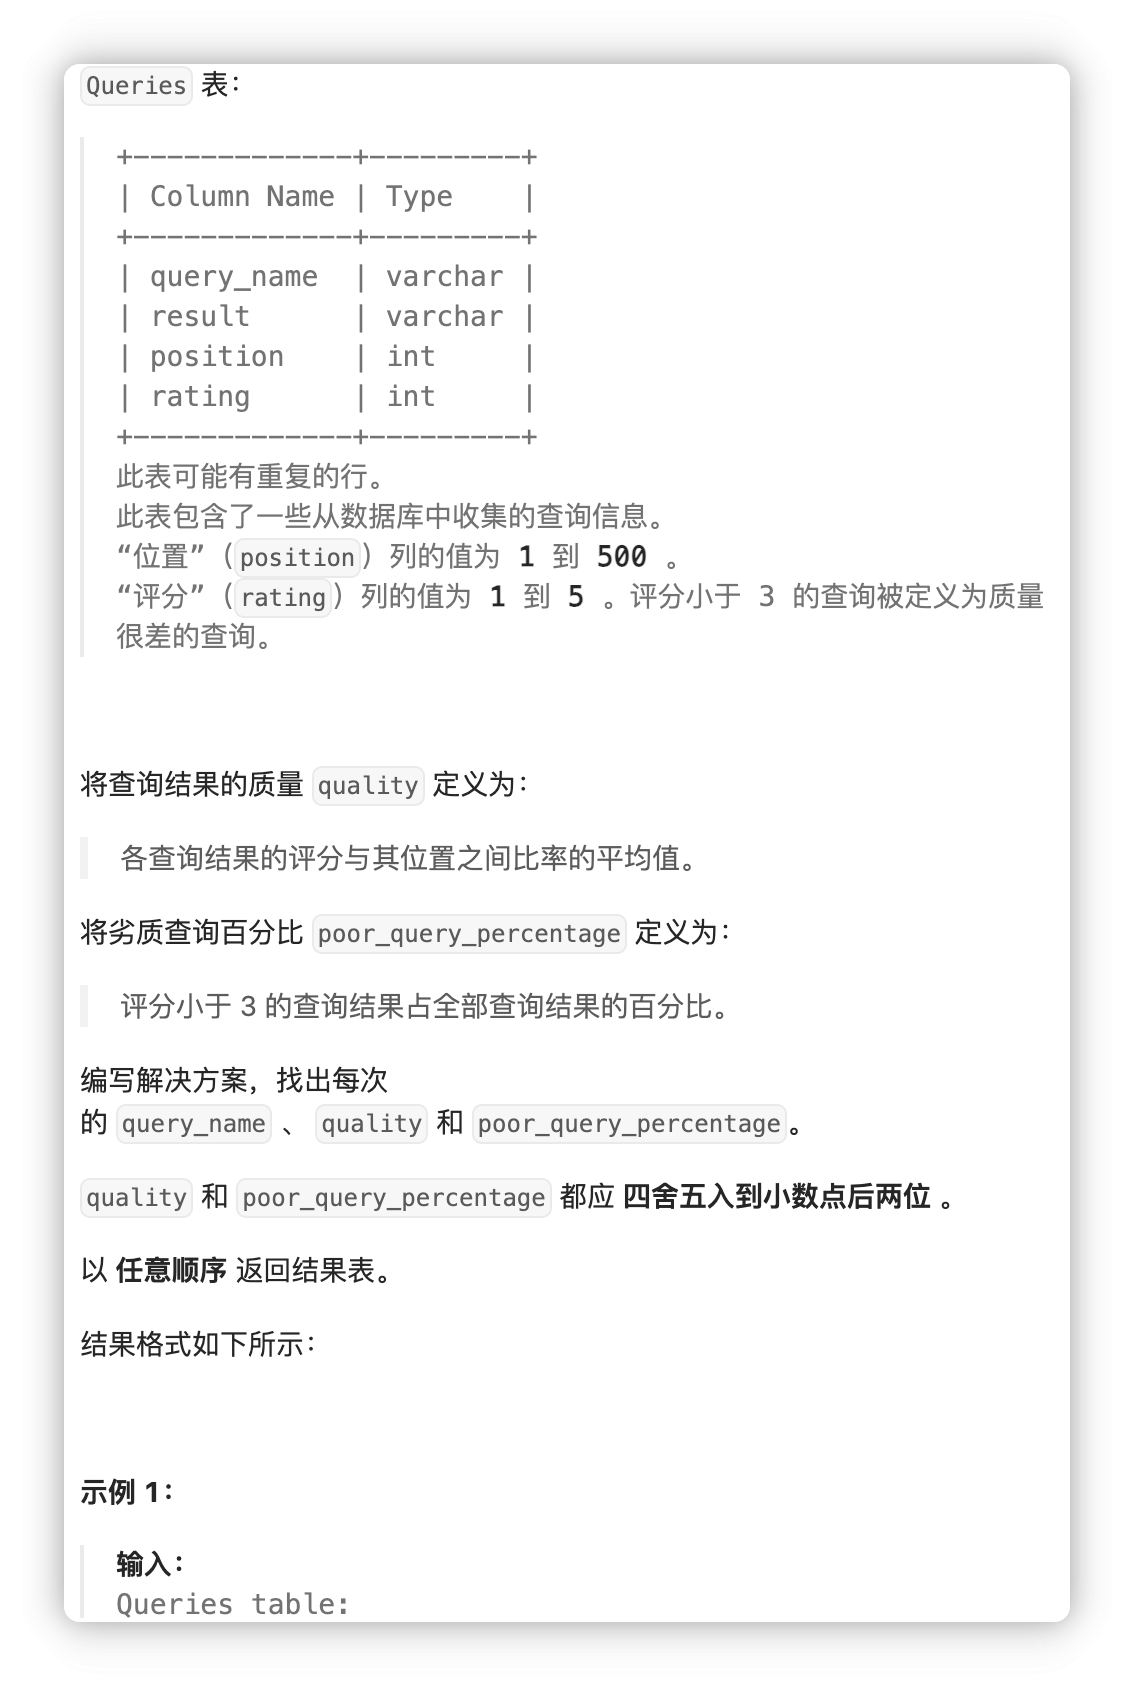 Queries 表：
+-------------+---------+
| Column Name | Type    |
+-------------+---------+
| query_name  | varchar |
| result      | varchar |
| position    | int     |
| rating      | int     |
+-------------+---------+
此表可能有重复的行。
此表包含了一些从数据库中收集的查询信息。
“位置”（position）列的值为 1 到 500 。
“评分”（rating）列的值为 1 到 5 。评分小于 3 的查询被定义为质量
很差的查询。
将查询结果的质量 quality 定义为：
各查询结果的评分与其位置之间比率的平均值。
将劣质查询百分比 poor_query_percentage 定义为：
评分小于 3 的查询结果占全部查询结果的百分比。
编写解决方案，找出每次
的 query_name 、 quality 和 poor_query_percentage。
quality 和 poor_query_percentage 都应 四舍五入到小数点后两位 。
以 任意顺序 返回结果表。
结果格式如下所示：
示例 1：
输入：
Queries table: